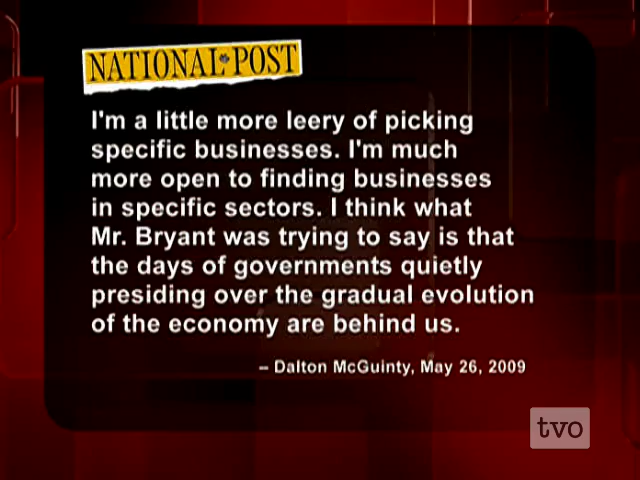 NATIONAL POST
I'm a little more leery of picking
specific businesses. I'm much
more open to finding businesses
in specific sectors. I think what
Mr. Bryant was trying to say is that
the days of governments quietly
presiding over the gradual evolution
of the economy are behind us.
– Dalton McGuinty, May 26, 2009
tvo